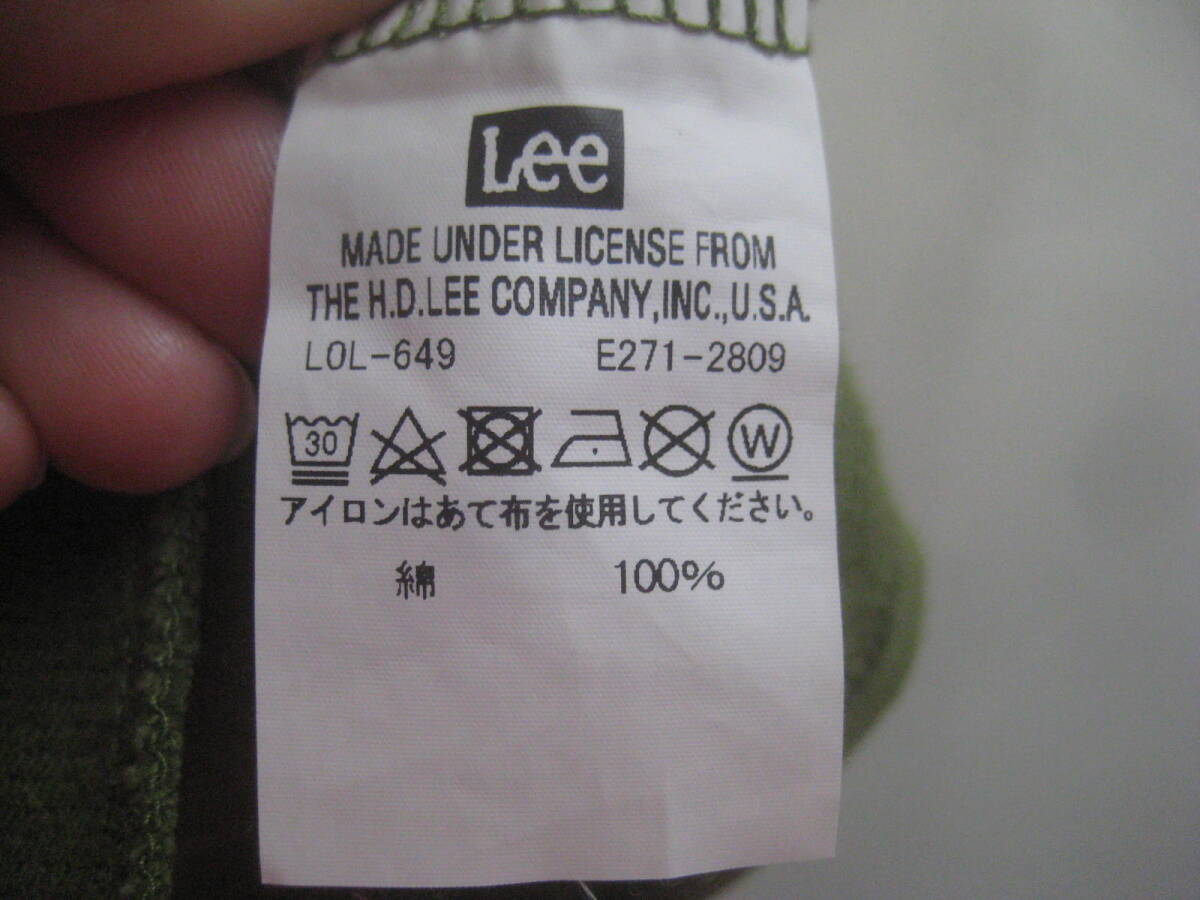 Lee
MADE UNDER LICENSE FROM
THE H.D.LEE COMPANY,INC.,U.S.A.
LOL-649 E271-2809
30 W
アイロンはあて布を使用してください。
綿 100%